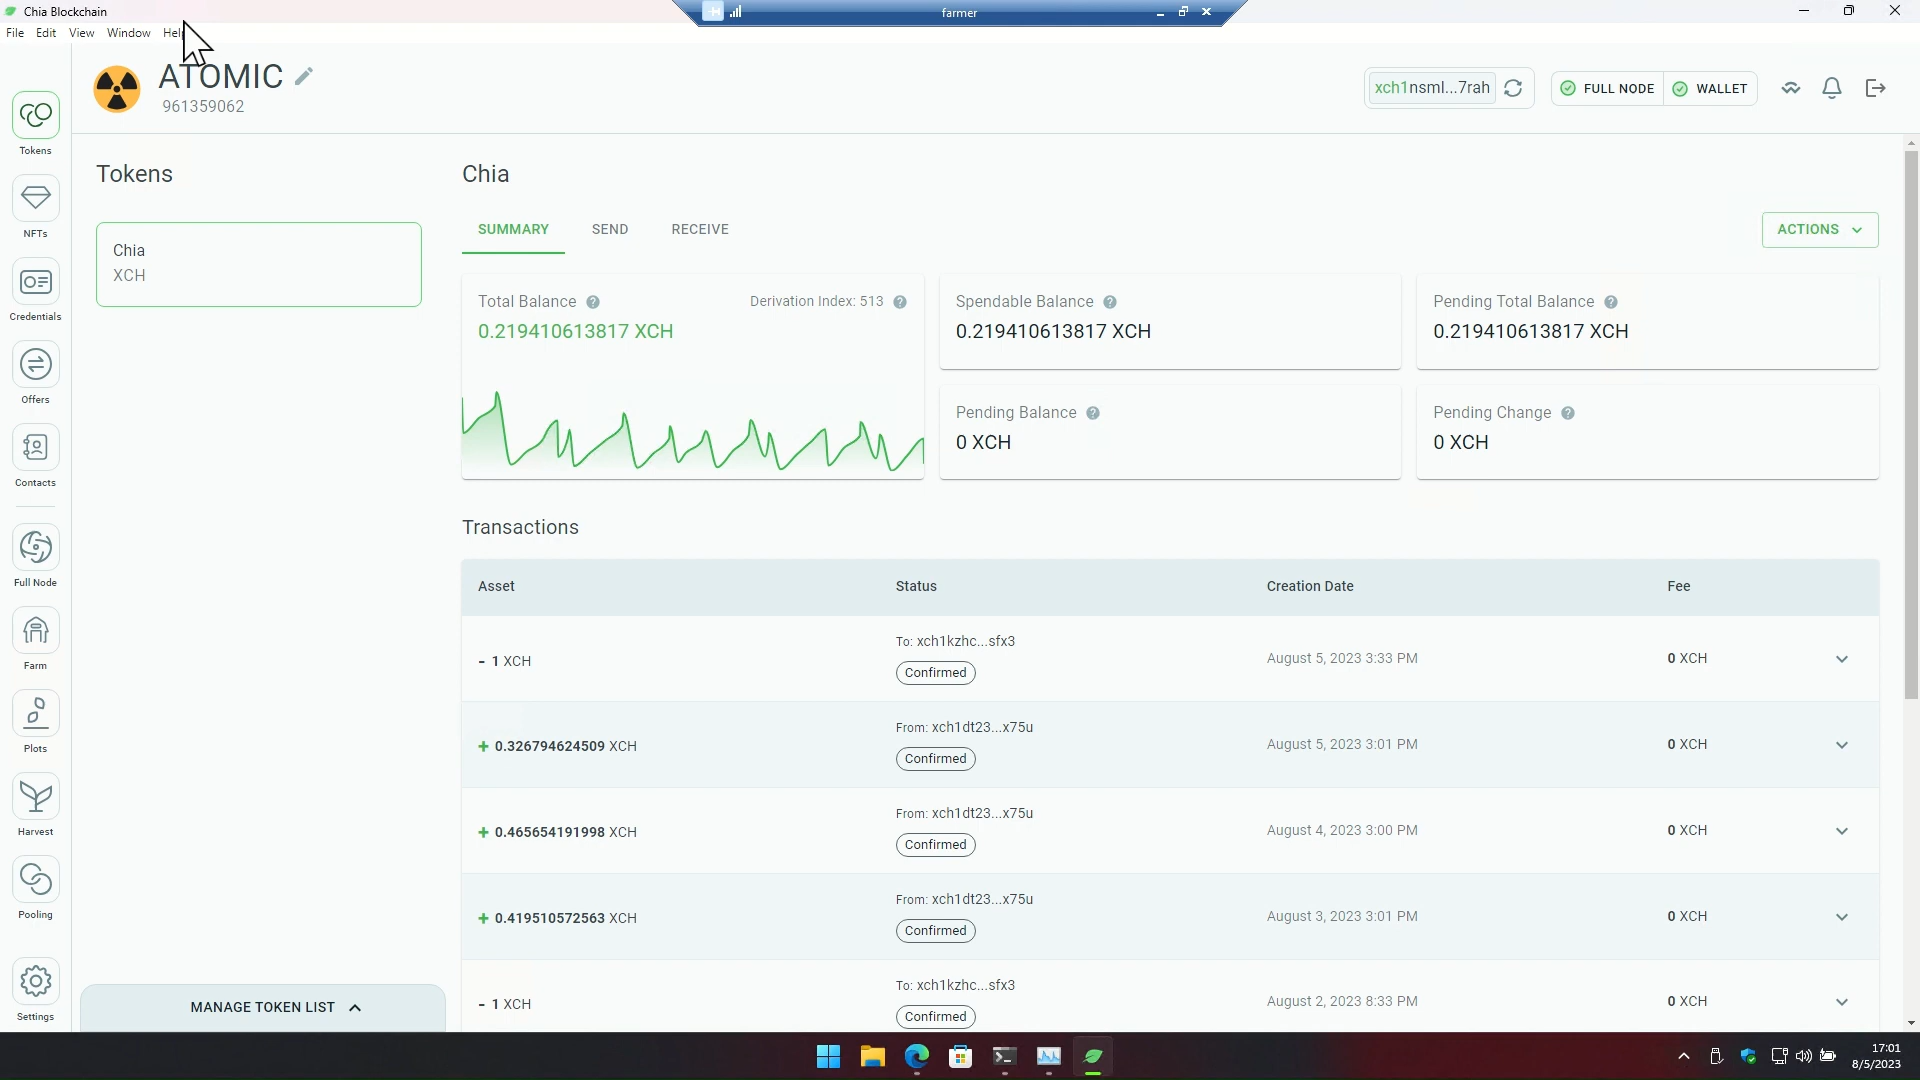 Chia Blockchain
farmer
File Edit View Window
ATOMIC
961359062
xch1nsml...7rah
FULL NODE
WALLET
Tokens
NFTs
Credentials
Offers
Contacts
Full Node
Farm
Plots
Harvest
Pooling
Settings
Tokens
Chia
XCH
MANAGE TOKEN LIST
Chia
SUMMARY SEND RECEIVE
ACTIONS
Total Balance ?
Derivation Index: 513 ?
0.219410613817 XCH
Spendable Balance ?
0.219410613817 XCH
Pending Total Balance ?
0.219410613817 XCH
Pending Balance ?
0 XCH
Pending Change ?
0 XCH
Transactions
Asset Status Creation Date Fee
- 1 XCH
To: xch1kzhc...sfx3
Confirmed
August 5, 2023 3:33 PM
0 XCH
+ 0.326794624509 XCH
From: xch1dt23...x75u
Confirmed
August 5, 2023 3:01 PM
0 XCH
+ 0.465654191998 XCH
From: xch1dt23...x75u
Confirmed
August 4, 2023 3:00 PM
0 XCH
+ 0.419510572563 XCH
From: xch1dt23...x75u
Confirmed
August 3, 2023 3:01 PM
0 XCH
- 1 XCH
To: xch1kzhc...sfx3
Confirmed
August 2, 2023 8:33 PM
0 XCH
17:01
8/5/2023